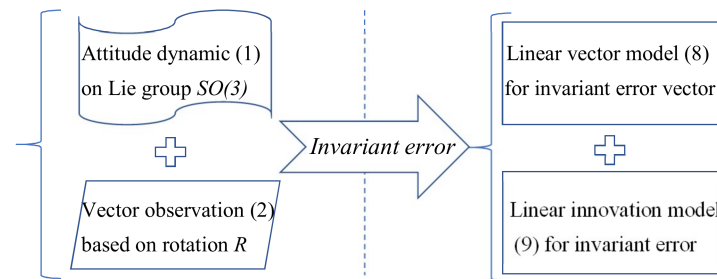 Attitude dynamic (1)
on Lie group SO(3)
Vector observation (2)
based on rotation R
Invariant error
Linear vector model (8)
for invariant error vector
Linear innovation model
(9) for invariant error